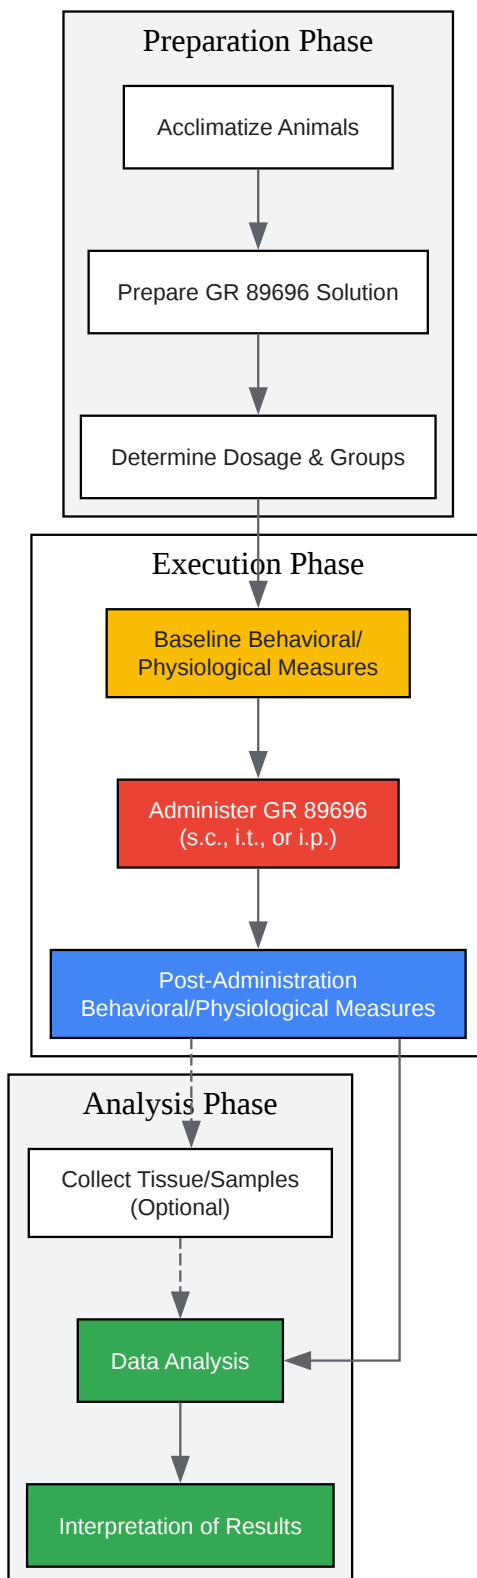 Preparation Phase
Acclimatize Animals
Prepare GR 89696 Solution
Determine Dosage & Groups
Execution Phase
Baseline Behavioral/
Physiological Measures
Administer GR 89696
(s.c., i.t., or i.p.)
Post-Administration
Behavioral/Physiological Measures
Analysis Phase
Collect Tissue/Samples
(Optional)
Data Analysis
Interpretation of Results